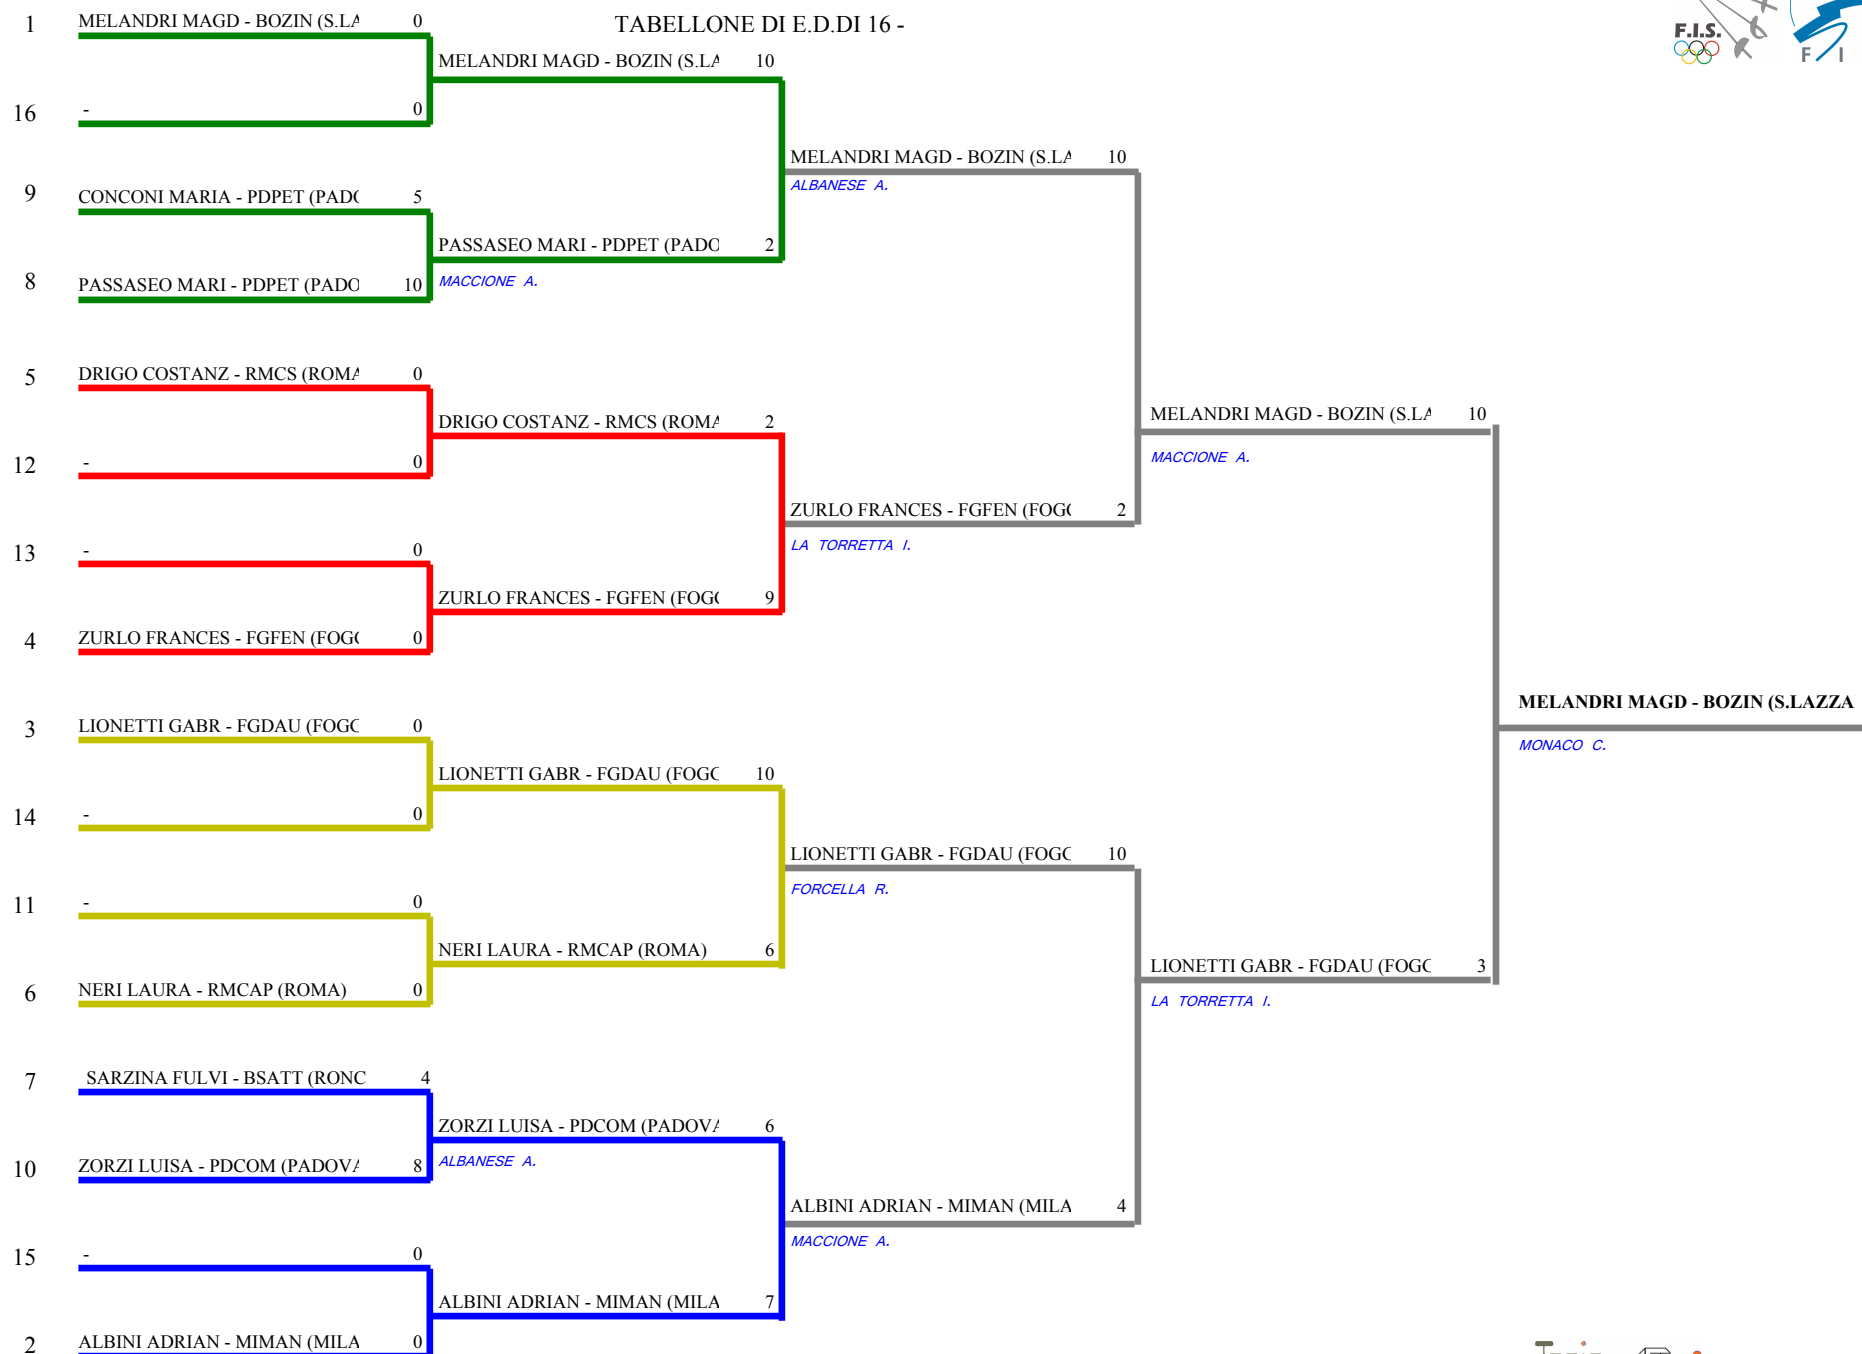 TABELLONE DI E.D.DI 16 -
F.I.S.
F I
1 MELANDRI MAGD - BOZIN (S.LA 0
MELANDRI MAGD - BOZIN (S.LA 10
16 - 0
MELANDRI MAGD - BOZIN (S.LA 10
ALBANESE A.
9 CONCONI MARIA - PDPET (PADO 5
PASSASEO MARI - PDPET (PADO 2
MACCIONE A.
8 PASSASEO MARI - PDPET (PADO 10
5 DRIGO COSTANZ - RMCS (ROMA 0
DRIGO COSTANZ - RMCS (ROMA 2
MELANDRI MAGD - BOZIN (S.LA 10
MACCIONE A.
12 - 0
ZURLO FRANCES - FGFEN (FOGG 2
LA TORRETTA I.
13 - 0
ZURLO FRANCES - FGFEN (FOGG 9
4 ZURLO FRANCES - FGFEN (FOGG 0
MELANDRI MAGD - BOZIN (S.LAZZA
MONACO C.
3 LIONETTI GABR - FGDAU (FOGG 0
LIONETTI GABR - FGDAU (FOGG 10
14 - 0
LIONETTI GABR - FGDAU (FOGG 10
FORCELLA R.
11 - 0
NERI LAURA - RMCAP (ROMA) 6
LIONETTI GABR - FGDAU (FOGG 3
LA TORRETTA I.
6 NERI LAURA - RMCAP (ROMA) 0
7 SARZINA FULVI - BSATT (RONC 4
ZORZI LUISA - PDCOM (PADOVA 6
ALBANESE A.
10 ZORZI LUISA - PDCOM (PADOVA 8
ALBINI ADRIAN - MIMAN (MILA 4
MACCIONE A.
15 - 0
ALBINI ADRIAN - MIMAN (MILA 7
2 ALBINI ADRIAN - MIMAN (MILA 0